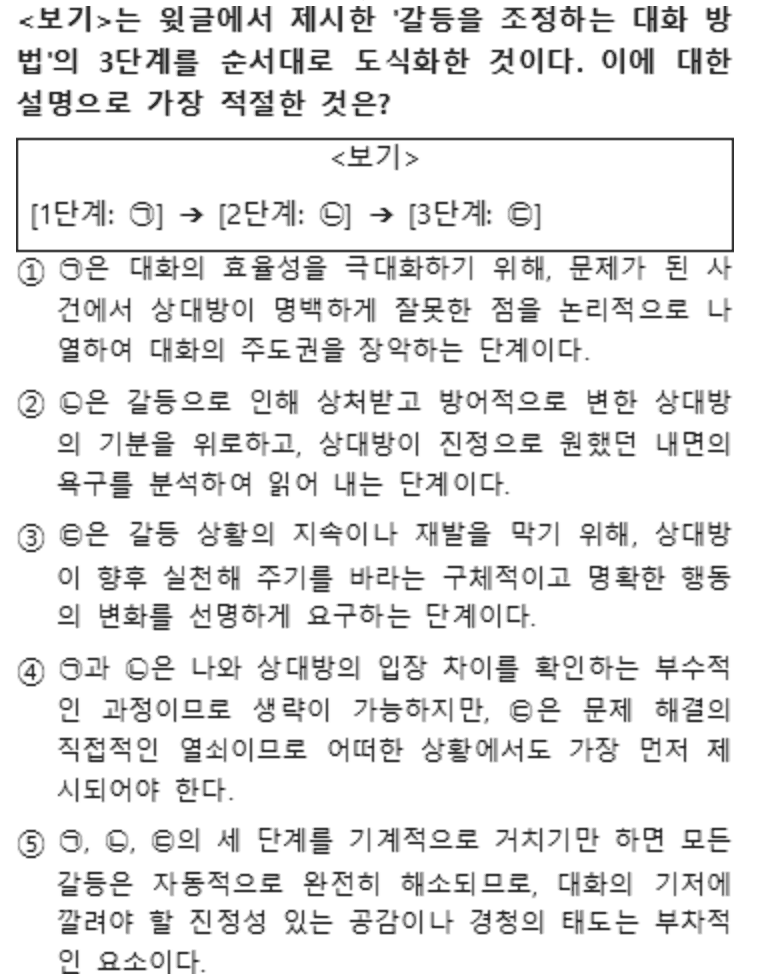 <보기>는 윗글에서 제시한 '갈등을 조정하는 대화 방
법'의 3단계를 순서대로 도식화한 것이다. 이에 대한
설명으로 가장 적절한 것은?
<보기>
[1단계: ㉠] → [2단계: ㉡] → [3단계: ㉢]
① ㉠은 대화의 효율성을 극대화하기 위해, 문제가 된 사
건에서 상대방이 명백하게 잘못한 점을 논리적으로 나
열하여 대화의 주도권을 장악하는 단계이다.
② ㉡은 갈등으로 인해 상처받고 방어적으로 변한 상대방
의 기분을 위로하고, 상대방이 진정으로 원했던 내면의
욕구를 분석하여 읽어 내는 단계이다.
③ ㉢은 갈등 상황의 지속이나 재발을 막기 위해, 상대방
이 향후 실천해 주기를 바라는 구체적이고 명확한 행동
의 변화를 선명하게 요구하는 단계이다.
④ ㉠과 ㉡은 나와 상대방의 입장 차이를 확인하는 부수적
인 과정이므로 생략이 가능하지만, ㉢은 문제 해결의
직접적인 열쇠이므로 어떠한 상황에서도 가장 먼저 제
시되어야 한다.
⑤ ㉠, ㉡, ㉢의 세 단계를 기계적으로 거치기만 하면 모든
갈등은 자동적으로 완전히 해소되므로, 대화의 기저에
깔려야 할 진정성 있는 공감이나 경청의 태도는 부차적
인 요소이다.